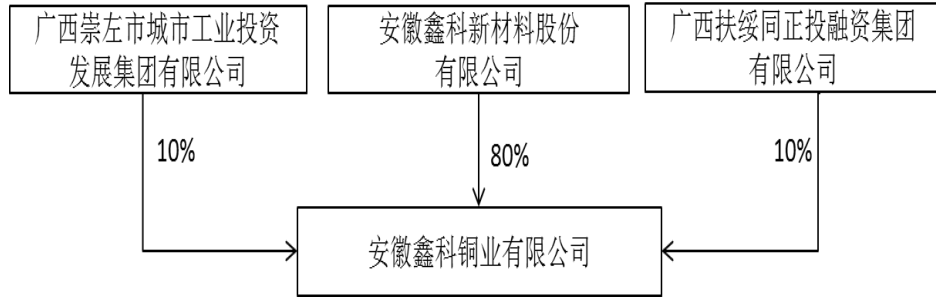 广西崇左市城市工业投资
发展集团有限公司
安徽鑫科新材料股份
有限公司
广西扶绥同正投融资集团
有限公司
10%
80%
10%
安徽鑫科铜业有限公司